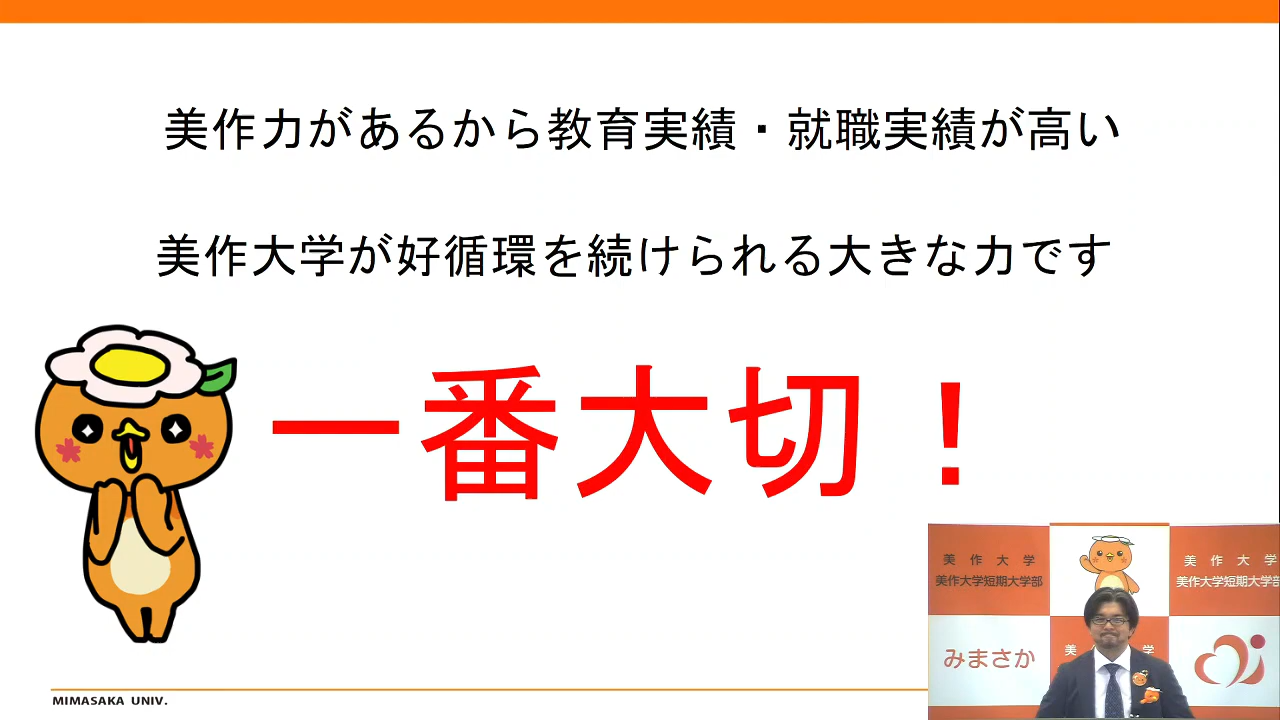 美作力があるから教育実績・就職実績が高い
美作大学が好循環を続けられる大きな力です
一番大切！
美作大学
美作大学短期大学部
美作大学
美作大学短期大学部
みまさか
美 学
MIMASAKA UNIV.